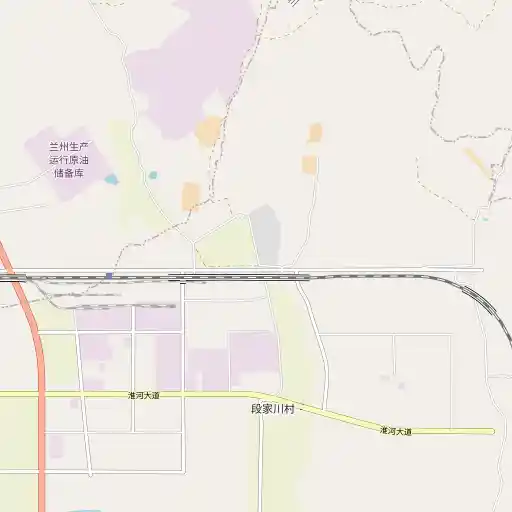 兰州生产
运行原油
储备库
淮河大道
段家川村
淮河大道